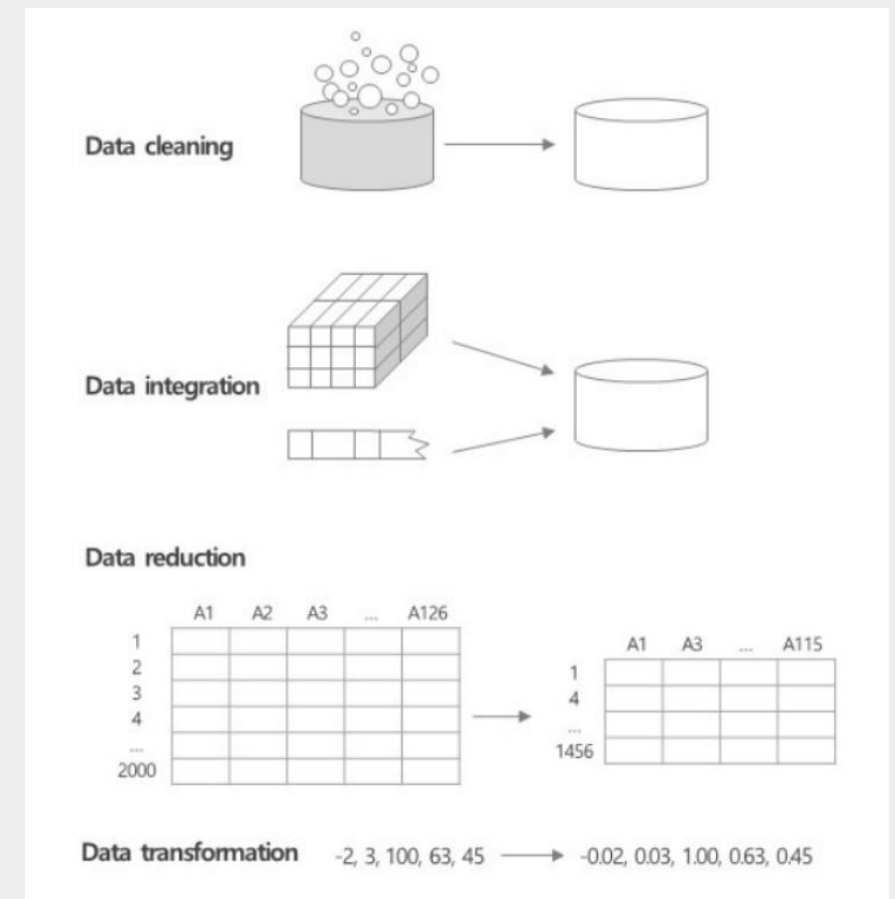 Data cleaning
Data integration
Data reduction
A1 A2 A3 ... A126
1
2
3
4
...
2000
A1 A3 ... A115
1
4
...
1456
Data transformation -2, 3, 100, 63, 45 -0.02, 0.03, 1.00, 0.63, 0.45